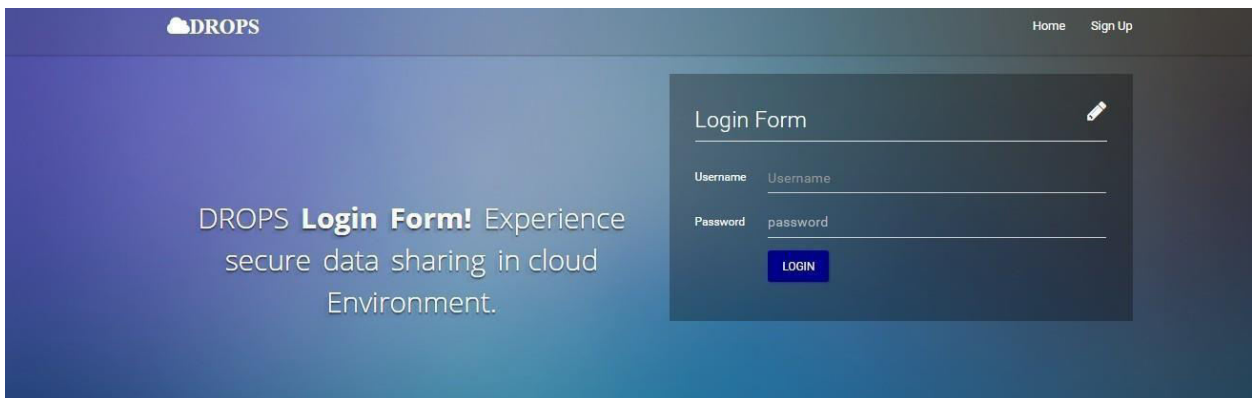 DROPS
Home
Sign Up
DROPS Login Form! Experience
secure data sharing in cloud
Environment.
Login Form
Username
Username
Password
password
LOGIN